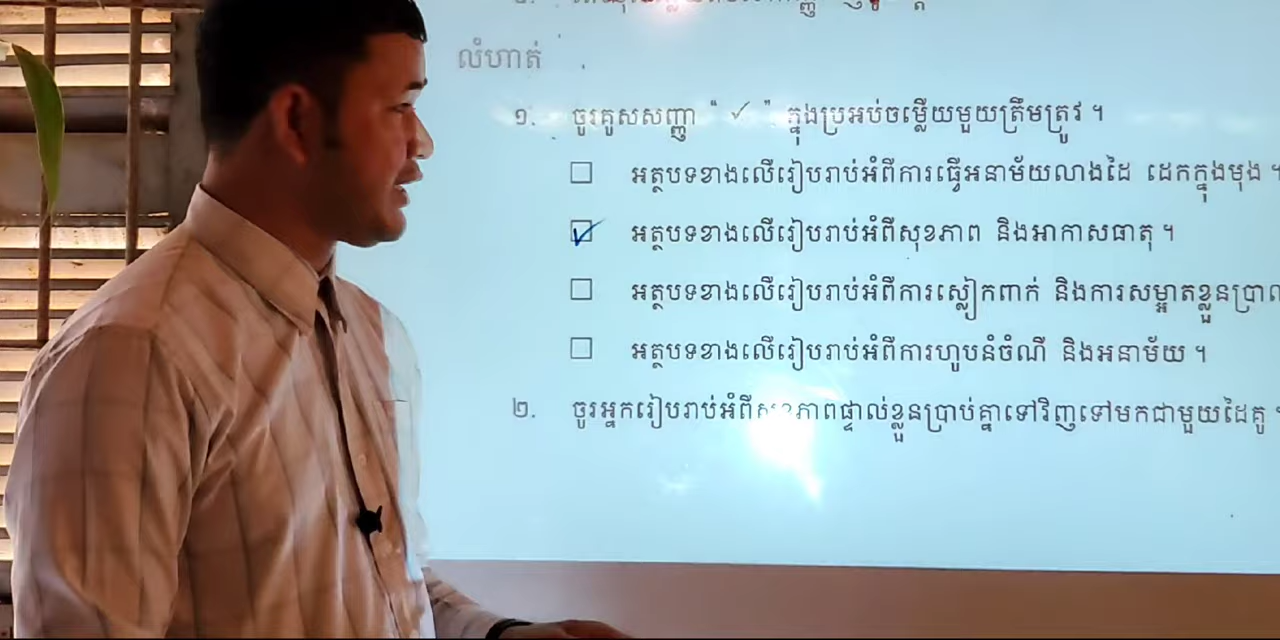 លំហាត់
១. ចូរគូសសញ្ញា " ✓ " ក្នុងប្រអប់ចម្លើយមួយត្រឹមត្រូវ ។
☐ អត្ថបទខាងលើរៀបរាប់អំពីការធ្វើអនាម័យលាងដៃ ដេកក្នុងមុង ។
☑ អត្ថបទខាងលើរៀបរាប់អំពីសុខភាព និងអាកាសធាតុ ។
☐ អត្ថបទខាងលើរៀបរាប់អំពីការស្លៀកពាក់ និងការសម្អាតខ្លួនប្រាណ
☐ អត្ថបទខាងលើរៀបរាប់អំពីការហូបនំចំណី និងអនាម័យ ។
២. ចូរអ្នករៀបរាប់អំពីសុខភាពផ្ទាល់ខ្លួនប្រាប់គ្នាទៅវិញទៅមកជាមួយដៃគូ ។